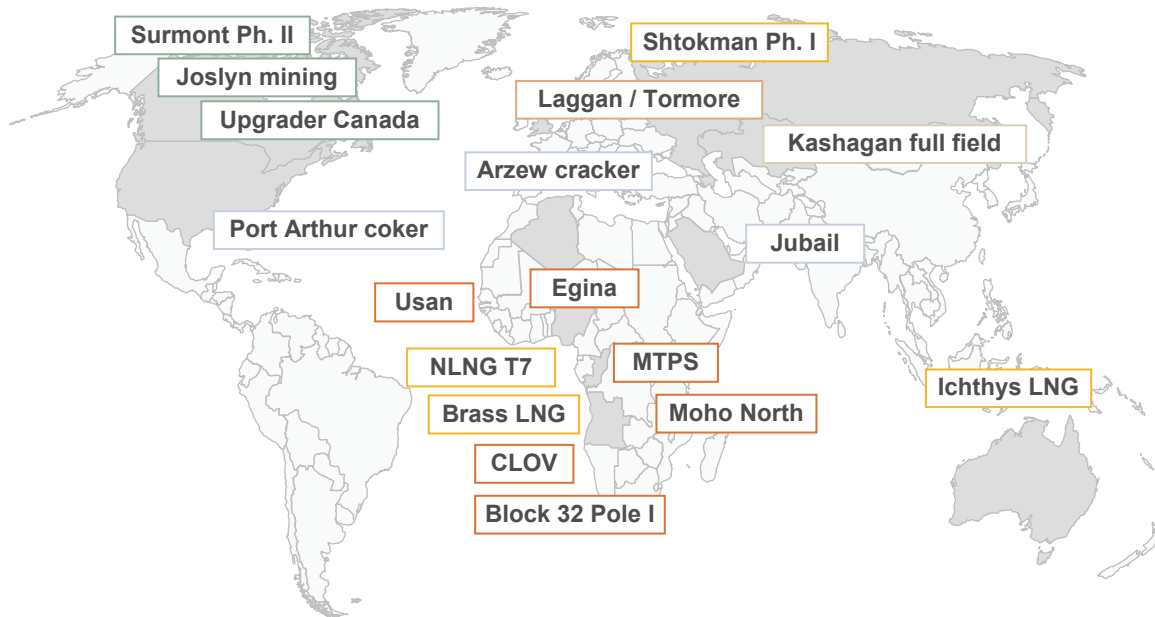 Surmont Ph. II
Shtokman Ph. I
Joslyn mining
Laggan / Tormore
Upgrader Canada
Kashagan full field
Arzew cracker
Port Arthur coker
Jubail
Usan
Egina
NLNG T7
MTPS
Ichthys LNG
Brass LNG
Moho North
CLOV
Block 32 Pole I